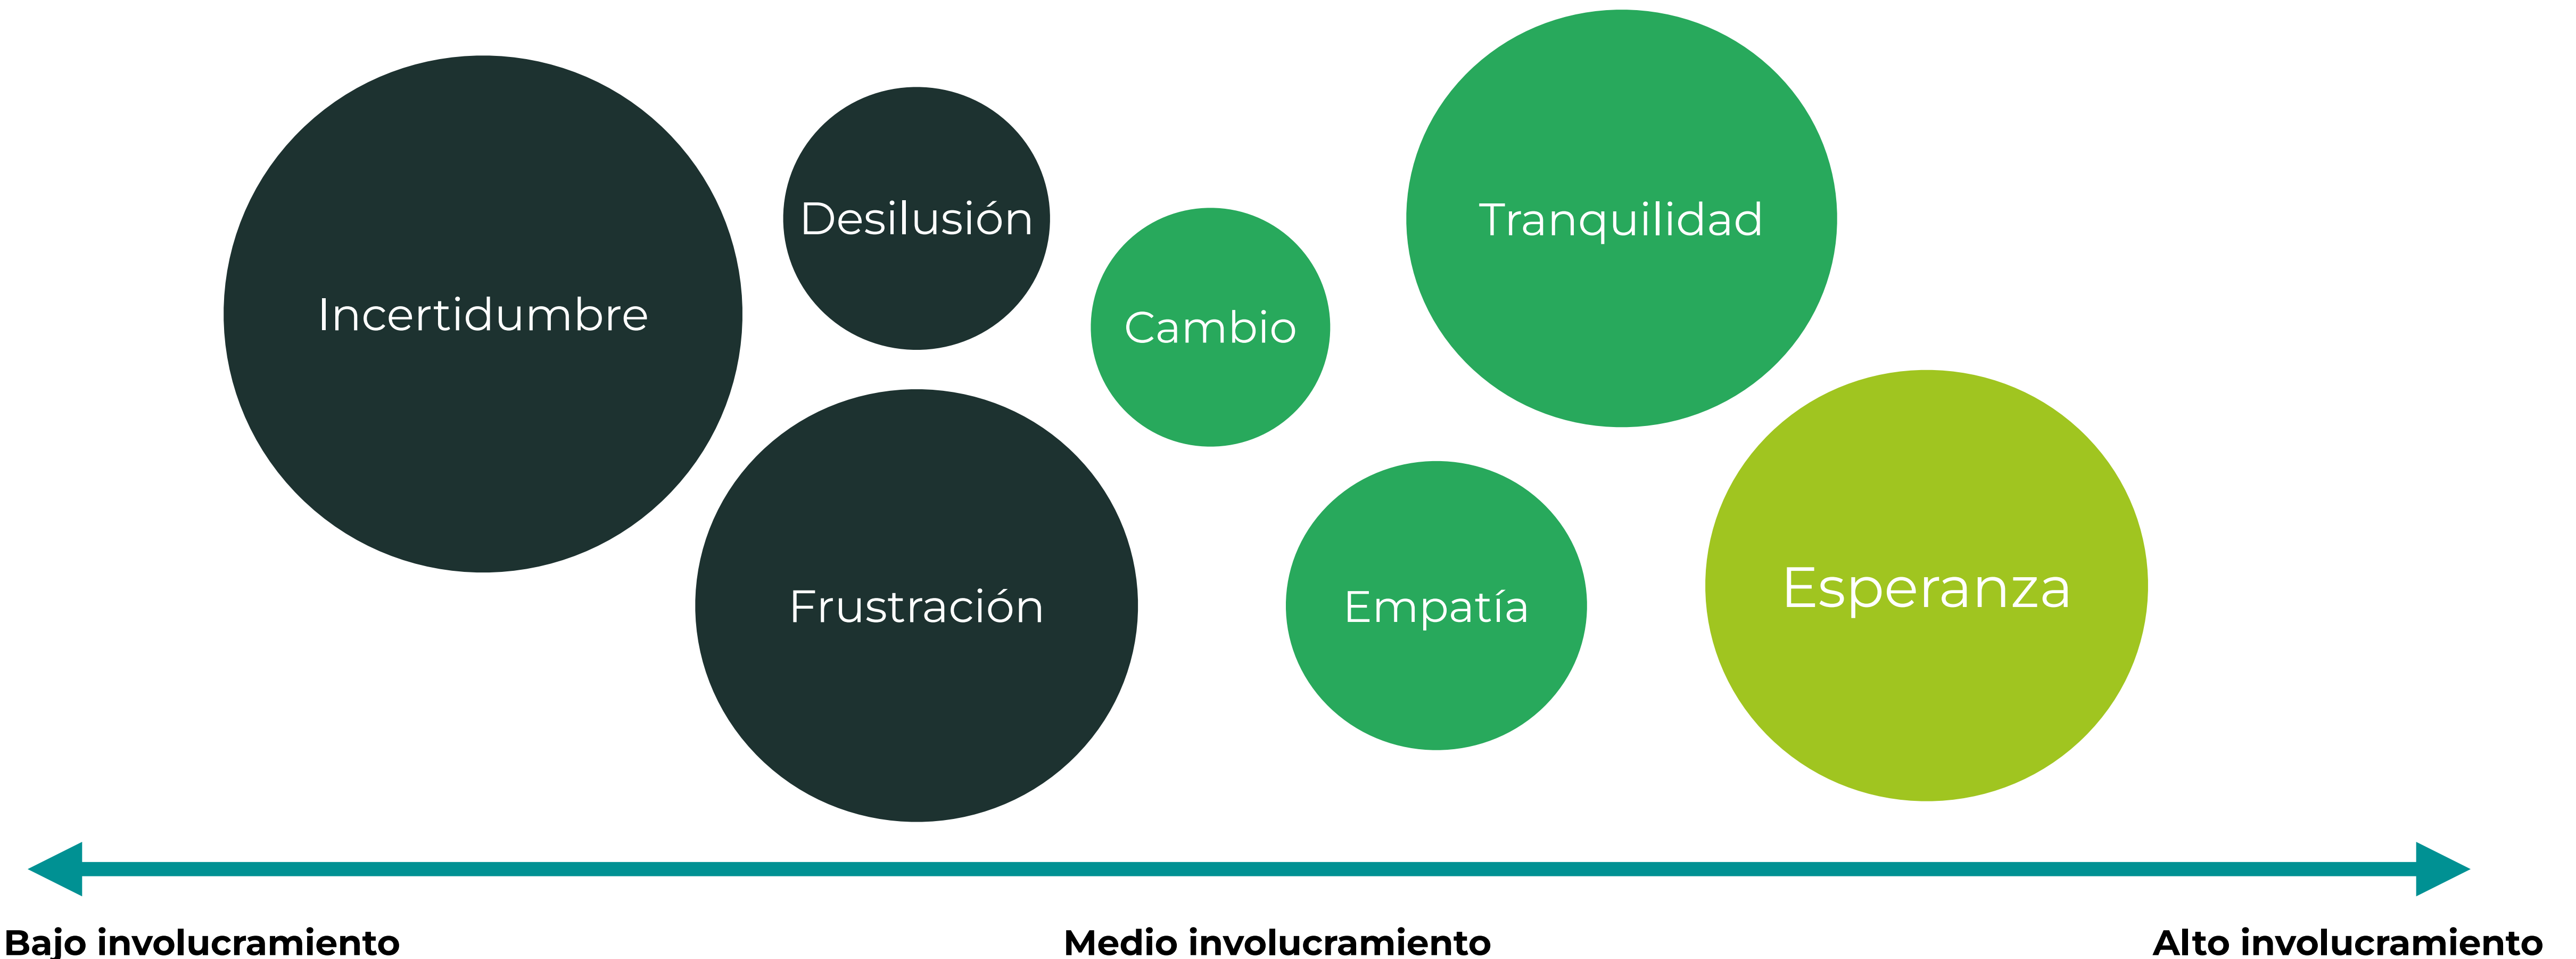 Incertidumbre
Desilusión
Frustración
Cambio
Empatía
Tranquilidad
Esperanza
Bajo involucramiento
Medio involucramiento
Alto involucramiento